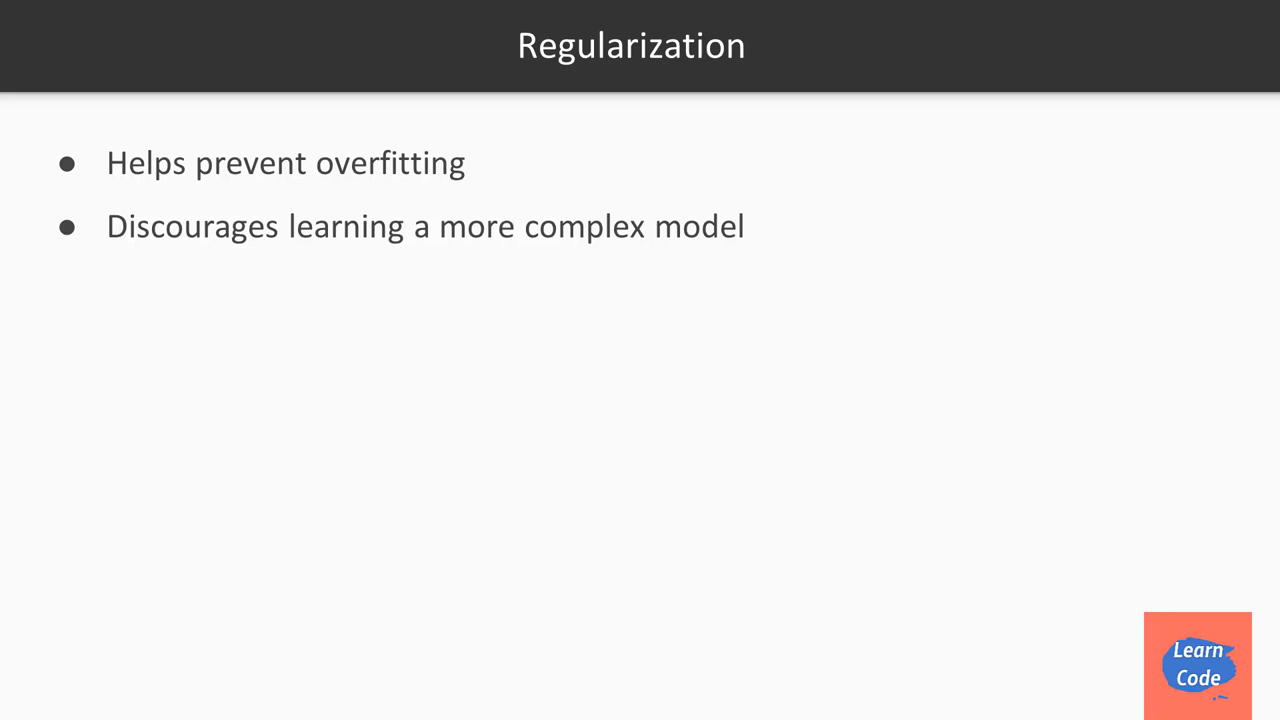 Regularization
● Helps prevent overfitting
● Discourages learning a more complex model
Learn
Code